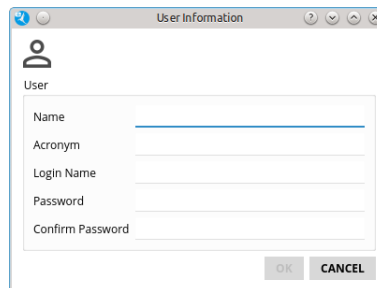 User Information
User
Name
Acronym
Login Name
Password
Confirm Password
OK CANCEL